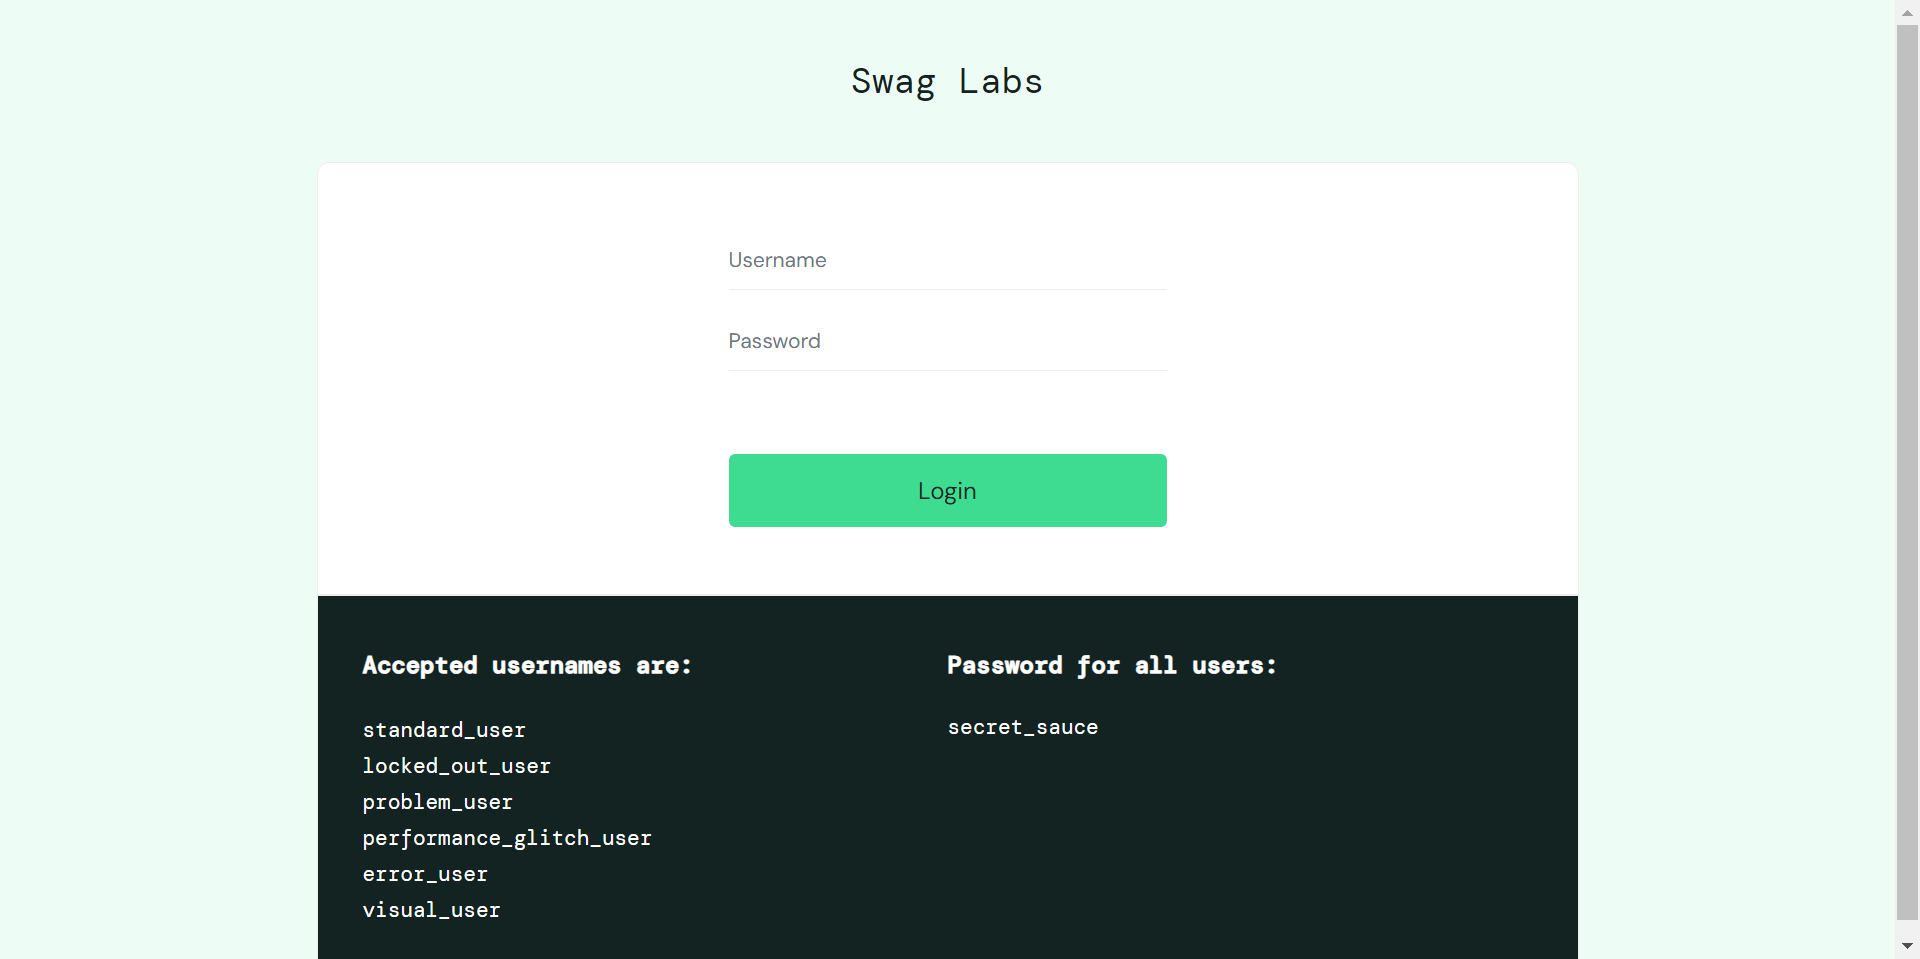 Swag Labs
Username
Password
Login
Accepted usernames are:
standard_user
locked_out_user
problem_user
performance_glitch_user
error_user
visual_user
Password for all users:
secret_sauce